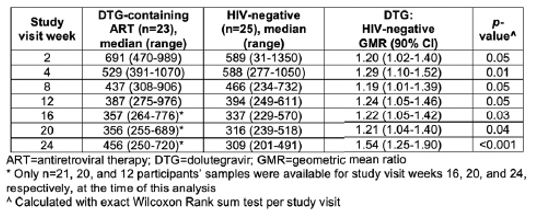 Study visit week | DTG-containing ART (n=23), median (range) | HIV-negative (n=25), median (range) | DTG: HIV-negative GMR (90% CI) | p-value^
2 | 691 (470-989) | 589 (31-1350) | 1.20 (1.02-1.40) | 0.05
4 | 529 (391-1070) | 588 (277-1050) | 1.29 (1.10-1.52) | 0.01
8 | 437 (308-906) | 466 (234-732) | 1.19 (1.01-1.39) | 0.05
12 | 387 (275-976) | 394 (249-611) | 1.24 (1.05-1.46) | 0.05
16 | 357 (264-776)* | 337 (229-570) | 1.22 (1.05-1.42) | 0.03
20 | 356 (255-689)* | 316 (239-518) | 1.21 (1.04-1.40) | 0.04
24 | 456 (250-720)* | 309 (201-491) | 1.54 (1.25-1.90) | <0.001
ART=antiretroviral therapy; DTG=dolutegravir; GMR=geometric mean ratio
* Only n=21, 20, and 12 participants' samples were available for study visit weeks 16, 20, and 24,
respectively, at the time of this analysis
^ Calculated with exact Wilcoxon Rank sum test per study visit